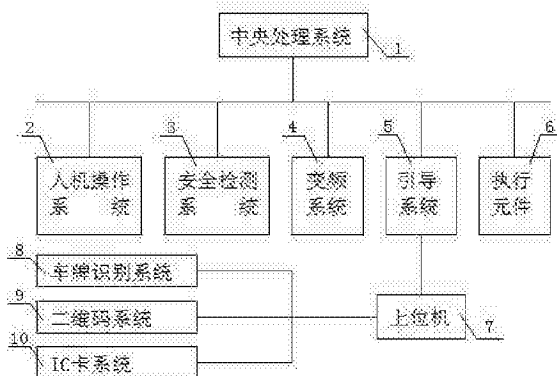 中央处理系统
1
2
3
4
5
6
人机操作
系 统
安全检测
系 统
变频
系统
引导
系统
执行
元件
8
车牌识别系统
9
二维码系统
上位机
7
10
IC卡系统